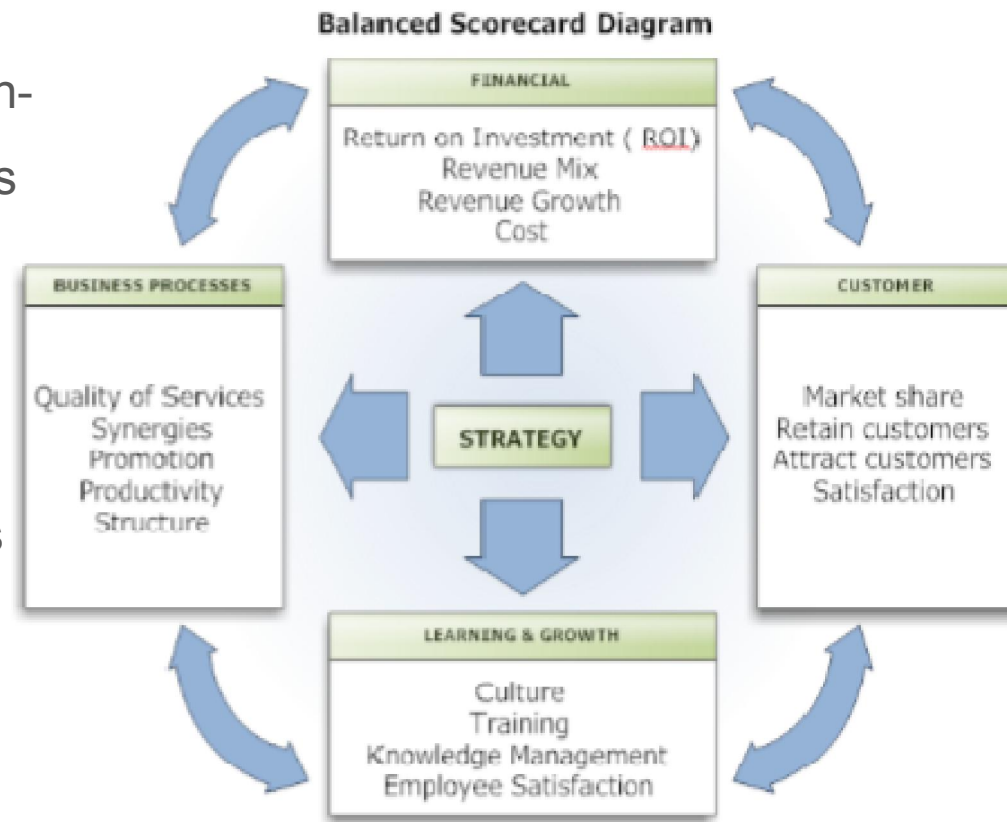 Balanced Scorecard Diagram
n-
s
s
FINANCIAL
Return on Investment ( ROI)
Revenue Mix
Revenue Growth
Cost
BUSINESS PROCESSES
Quality of Services
Synergies
Promotion
Productivity
Structure
STRATEGY
CUSTOMER
Market share
Retain customers
Attract customers
Satisfaction
LEARNING & GROWTH
Culture
Training
Knowledge Management
Employee Satisfaction